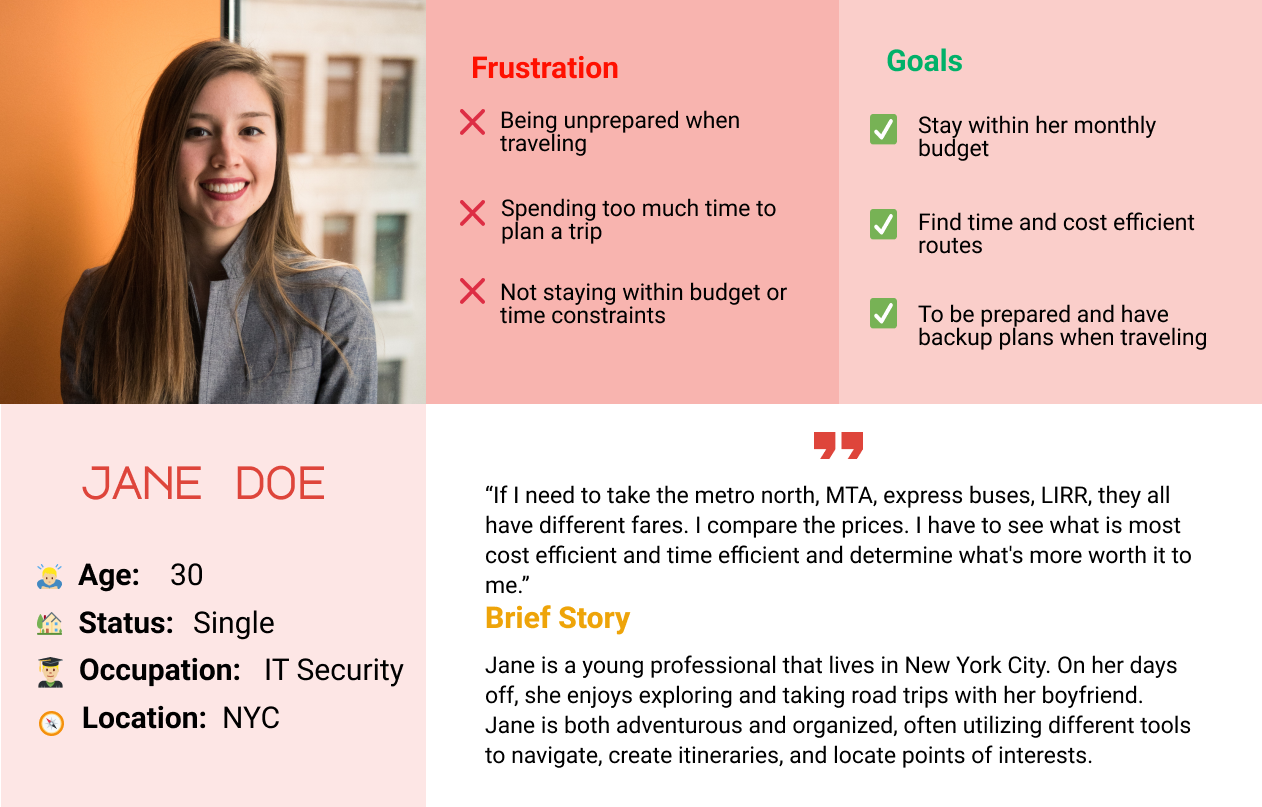 Frustration
Being unprepared when
traveling
Spending too much time to
plan a trip
Not staying within budget or
time constraints
Goals
Stay within her monthly
budget
Find time and cost efficient
routes
To be prepared and have
backup plans when traveling
JANE DOE
Age: 30
Status: Single
Occupation: IT Security
Location: NYC
“If I need to take the metro north, MTA, express buses, LIRR, they all
have different fares. I compare the prices. I have to see what is most
cost efficient and time efficient and determine what's more worth it to
me.”
Brief Story
Jane is a young professional that lives in New York City. On her days
off, she enjoys exploring and taking road trips with her boyfriend.
Jane is both adventurous and organized, often utilizing different tools
to navigate, create itineraries, and locate points of interests.